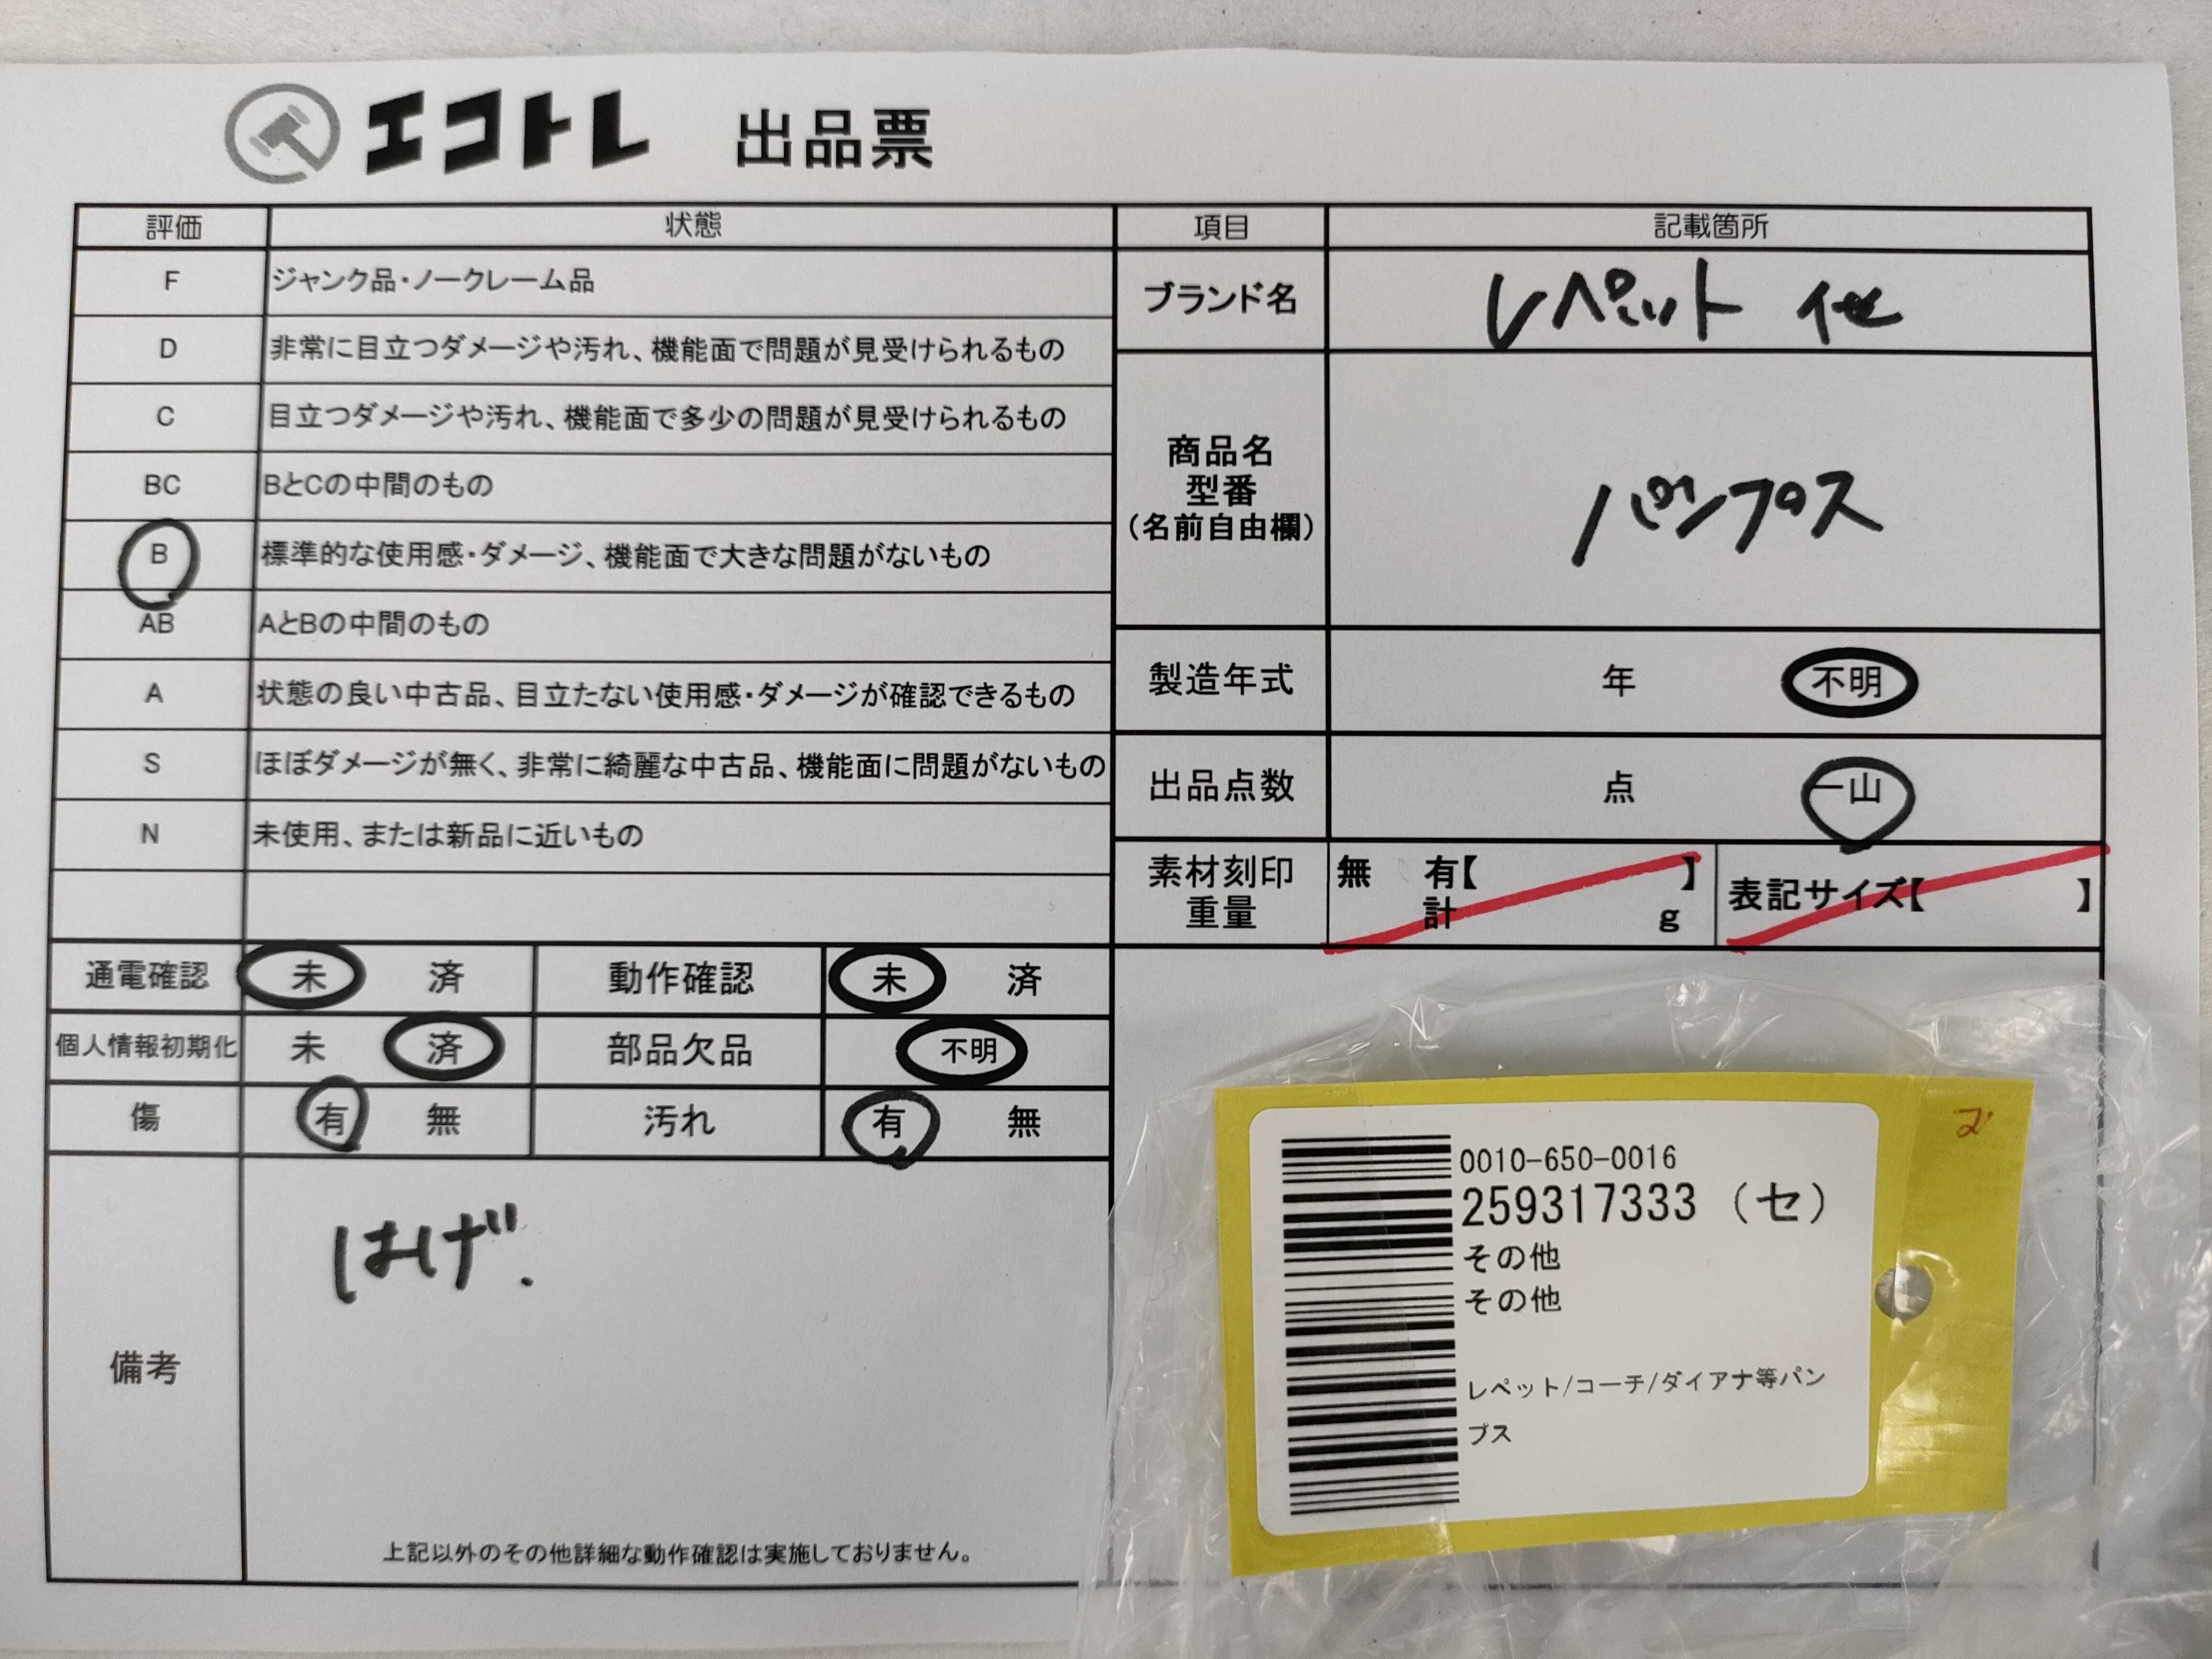 エコトレ 出品票
評価 状態
F ジャンク品・ノークレーム品
D 非常に目立つダメージや汚れ、機能面で問題が見受けられるもの
C 目立つダメージや汚れ、機能面で多少の問題が見受けられるもの
BC BとCの中間のもの
B 標準的な使用感・ダメージ、機能面で大きな問題がないもの
AB AとBの中間のもの
A 状態の良い中古品、目立たない使用感・ダメージが確認できるもの
S ほぼダメージが無く、非常に綺麗な中古品、機能面に問題がないもの
N 未使用、または新品に近いもの
項目 記載箇所
ブランド名 レペット 他
商品名
型番
(名前自由欄)
パンプス
製造年式 年 不明
出品点数 点 一山
素材刻印 無 有【 】
重量 計 g
表記サイズ【 】
通電確認 未 済 動作確認 未 済
個人情報初期化 未 済 部品欠品 不明
傷 有 無 汚れ 有 無
備考
はげ.
上記以外のその他詳細な動作確認は実施しておりません。
0010-650-0016
259317333 (セ)
その他
その他
レペット/コーチ/ダイアナ等パン
プス